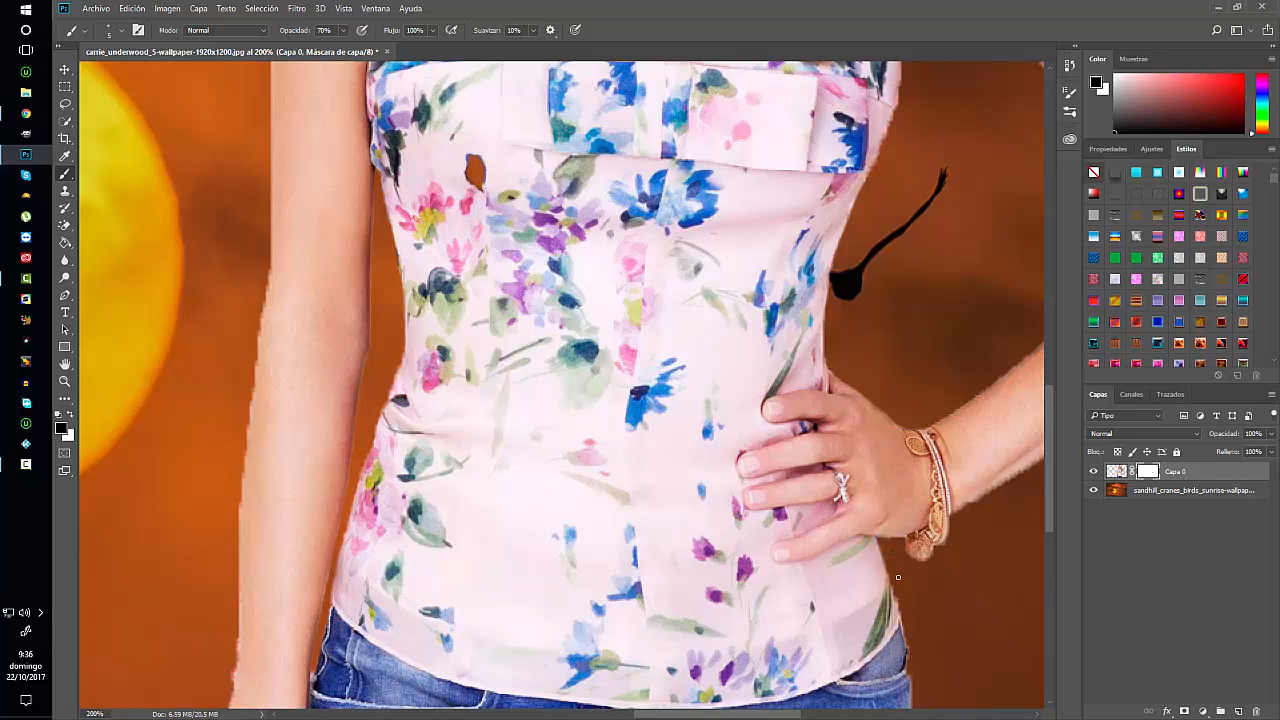 Archivo Edición Imagen Capa Texto Selección Filtro 3D Vista Ventana Ayuda
5 Modo: Normal Opacidad: 70% Flujo: 100% Suavizar: 10%
carrie_underwood_5-wallpaper-1920x1200.jpg al 200% (Capa 0, Máscara de capa/8) *
Color Muestras
Propiedades Ajustes Estilos
Capas Canales Trazados
Tipo
Normal Opacidad: 100%
Bloq.: Relleno: 100%
Capa 0
sandhill_cranes_birds_sunrise-wallpap...
9:36
domingo
22/10/2017
200% Doc: 6.59 MB/20.5 MB